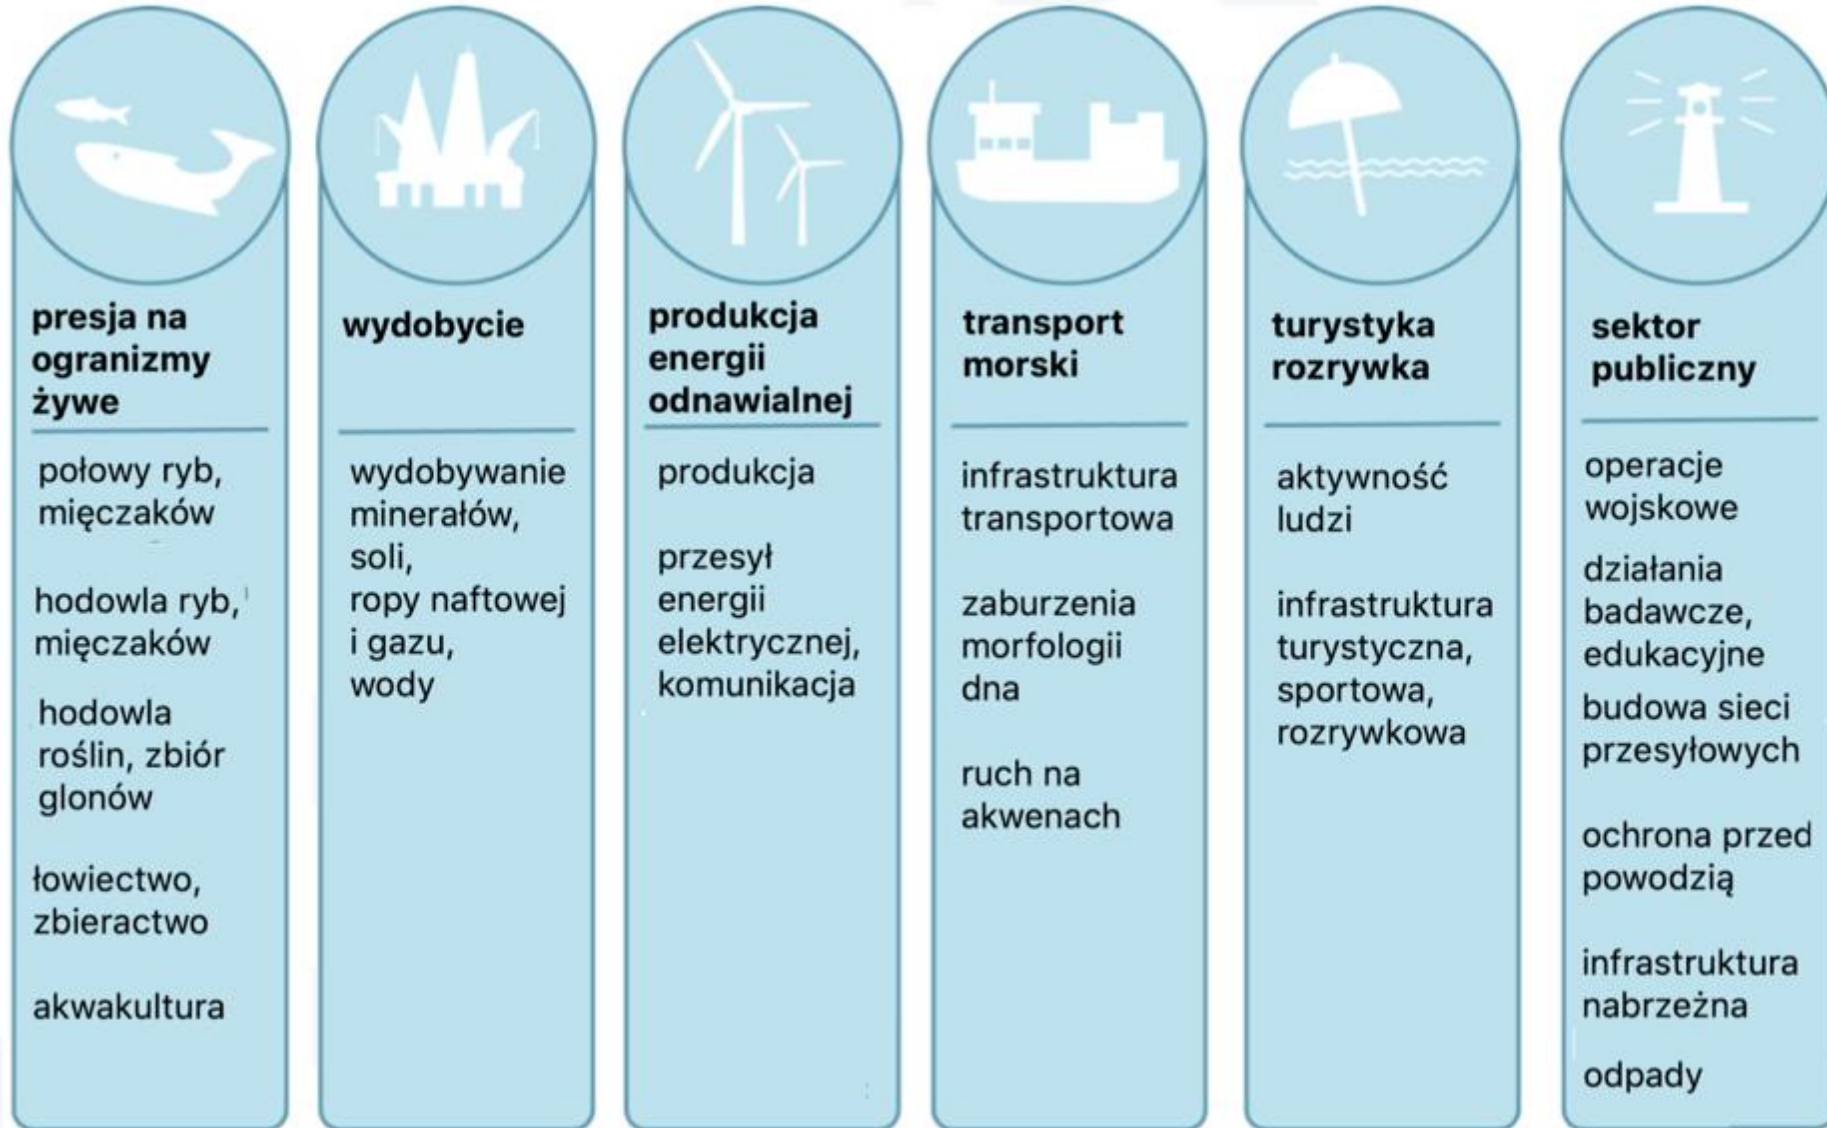 presja na
ogranizmy
żywe
połowy ryb,
mięczaków
hodowla ryb,
mięczaków
hodowla
roślin, zbiór
glonów
łowiectwo,
zbieractwo
akwakultura
wydobycie
wydobywanie
minerałów,
soli,
ropy naftowej
i gazu,
wody
produkcja
energii
odnawialnej
produkcja
przesył
energii
elektrycznej,
komunikacja
transport
morski
infrastruktura
transportowa
zaburzenia
morfologii
dna
ruch na
akwenach
turystyka
rozrywka
aktywność
ludzi
infrastruktura
turystyczna,
sportowa,
rozrywkowa
sektor
publiczny
operacje
wojskowe
działania
badawcze,
edukacyjne
budowa sieci
przesyłowych
ochrona przed
powodzią
infrastruktura
nabrzeżna
odpady